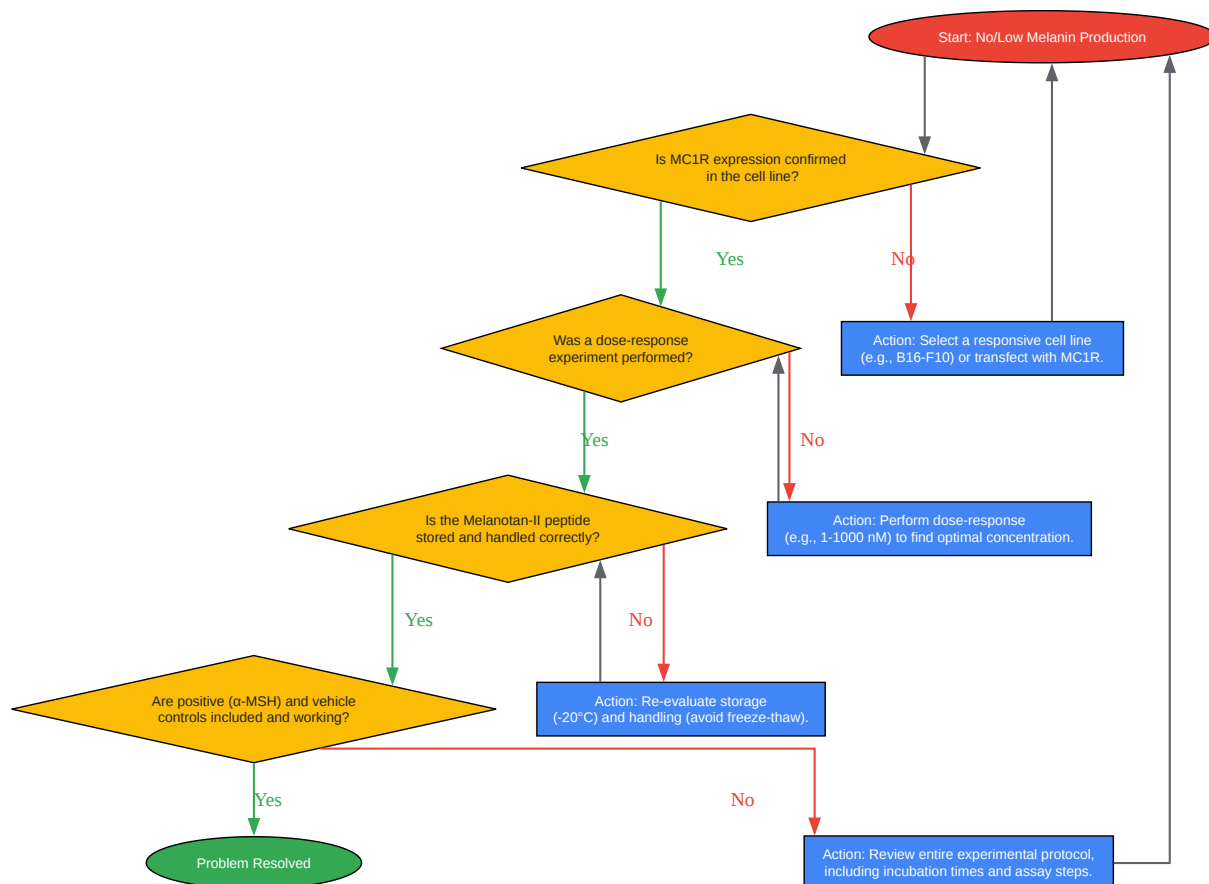 Start: No/Low Melanin Production
Is MC1R expression confirmed
in the cell line?
Yes
No
Was a dose-response
experiment performed?
Action: Select a responsive cell line
(e.g., B16-F10) or transfect with MC1R.
Yes
No
Is the Melanotan-II peptide
stored and handled correctly?
Action: Perform dose-response
(e.g., 1-1000 nM) to find optimal concentration.
Yes
No
Are positive (α-MSH) and vehicle
controls included and working?
Action: Re-evaluate storage
(-20°C) and handling (avoid freeze-thaw).
Yes
No
Problem Resolved
Action: Review entire experimental protocol,
including incubation times and assay steps.